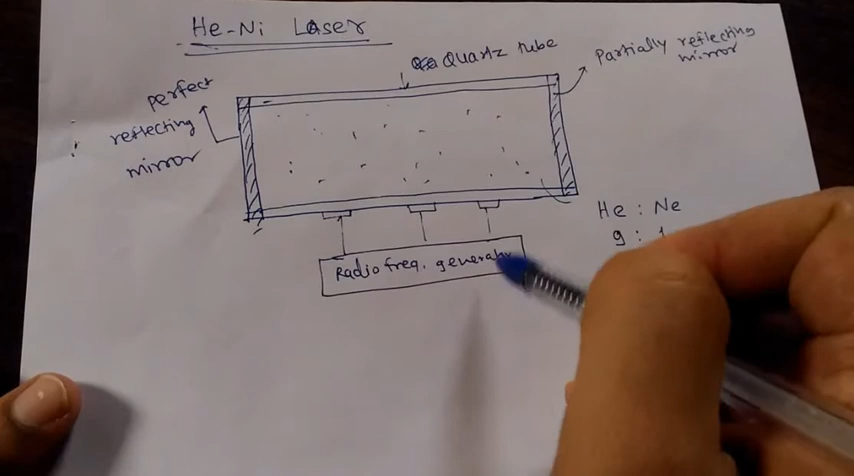 He-Ni Laser
Quartz tube
Partially reflecting
mirror
perfect
reflecting
mirror
He : Ne
9 : 1
Radio freq. generator